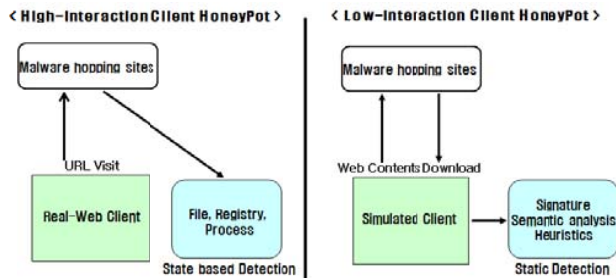 < High-Interaction Client HoneyPot >
Malware hopping sites
URL Visit
Real-Web Client
File, Registry,
Process
State based Detection
< Low-Interaction Client HoneyPot >
Malware hopping sites
Web Contents Download
Simulated Client
Signature
Semantic analysis
Heuristics
Static Detection